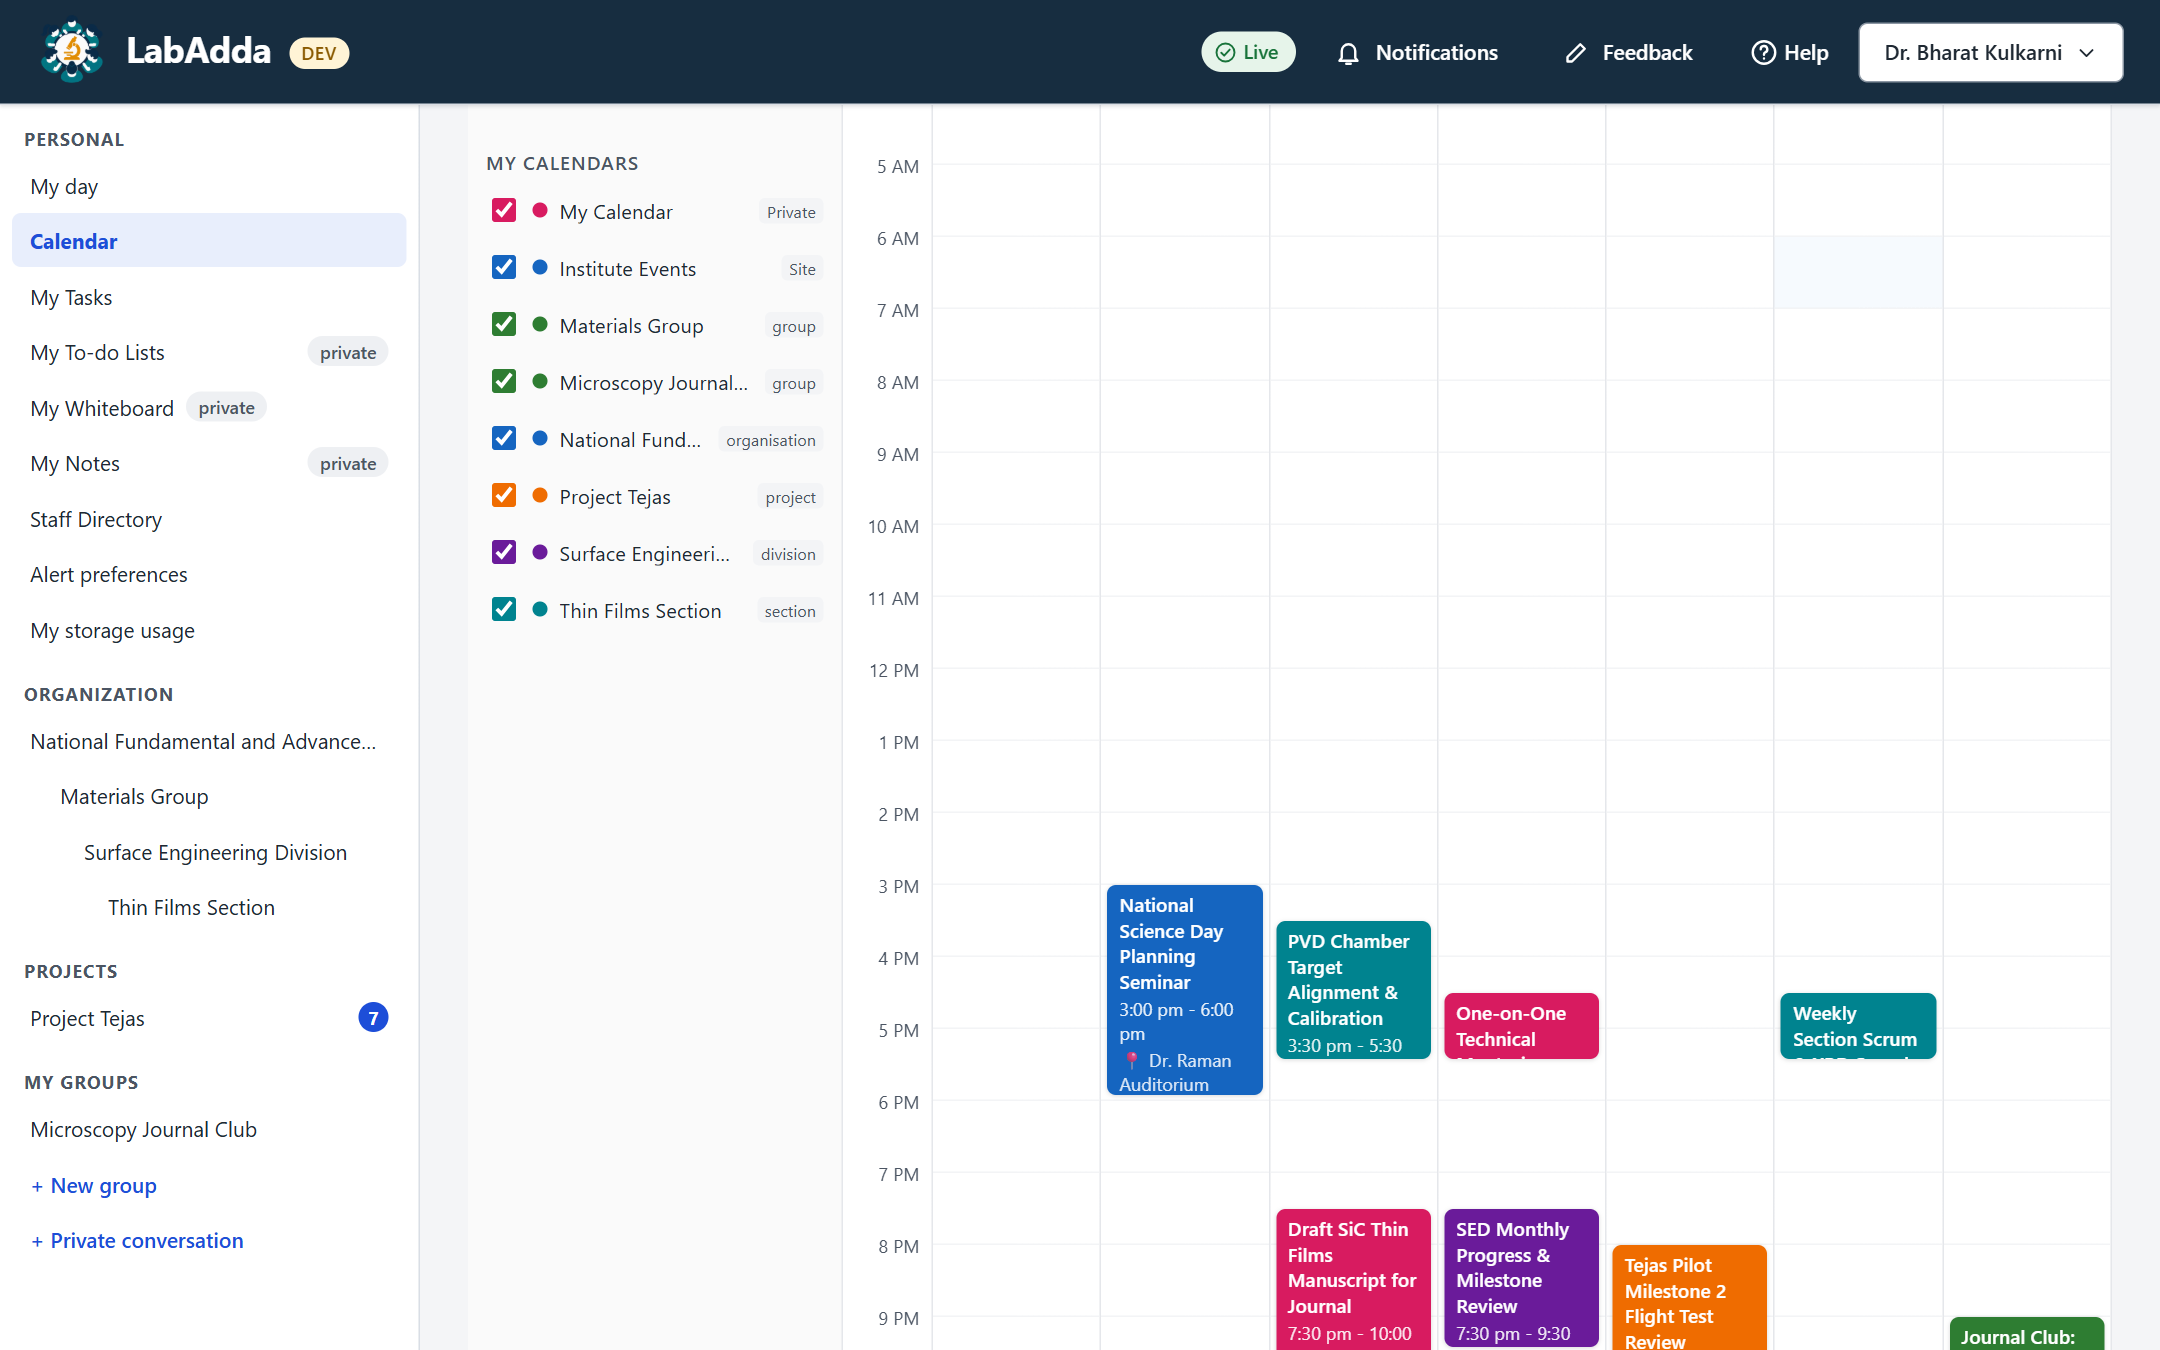 LabAdda DEV
Live
Notifications
Feedback
Help
Dr. Bharat Kulkarni
PERSONAL
My day
Calendar
My Tasks
My To-do Lists private
My Whiteboard private
My Notes private
Staff Directory
Alert preferences
My storage usage
ORGANIZATION
National Fundamental and Advance...
Materials Group
Surface Engineering Division
Thin Films Section
PROJECTS
Project Tejas 7
MY GROUPS
Microscopy Journal Club
+ New group
+ Private conversation
MY CALENDARS
My Calendar Private
Institute Events Site
Materials Group group
Microscopy Journal... group
National Fund... organisation
Project Tejas project
Surface Engineeri... division
Thin Films Section section
5 AM
6 AM
7 AM
8 AM
9 AM
10 AM
11 AM
12 PM
1 PM
2 PM
3 PM
4 PM
5 PM
6 PM
7 PM
8 PM
9 PM
National
Science Day
Planning
Seminar
3:00 pm - 6:00
pm
Dr. Raman
Auditorium
PVD Chamber
Target
Alignment &
Calibration
3:30 pm - 5:30
Draft SiC Thin
Films
Manuscript for
Journal
7:30 pm - 10:00
One-on-One
Technical
SED Monthly
Progress &
Milestone
Review
7:30 pm - 9:30
Tejas Pilot
Milestone 2
Flight Test
Review
Weekly
Section Scrum
Journal Club: